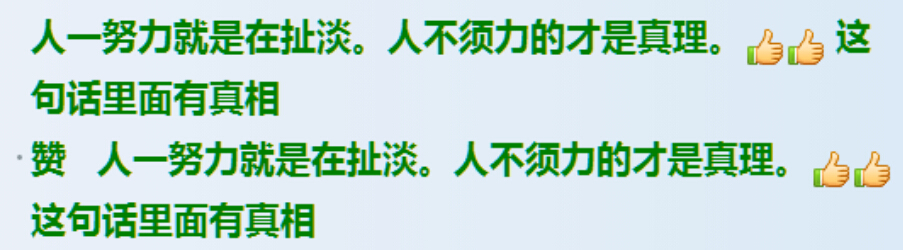 人一努力就是在扯淡。人不须力的才是真理。👍👍 这
句话里面有真相
·赞 人一努力就是在扯淡。人不须力的才是真理。👍👍
这句话里面有真相